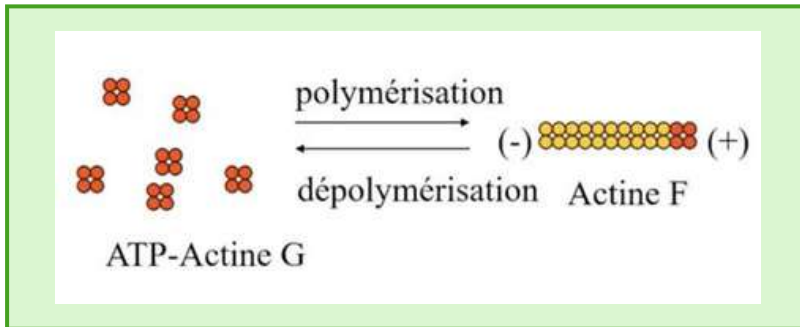 polymérisation
(-) (+)
dépolymérisation
Actine F
ATP-Actine G